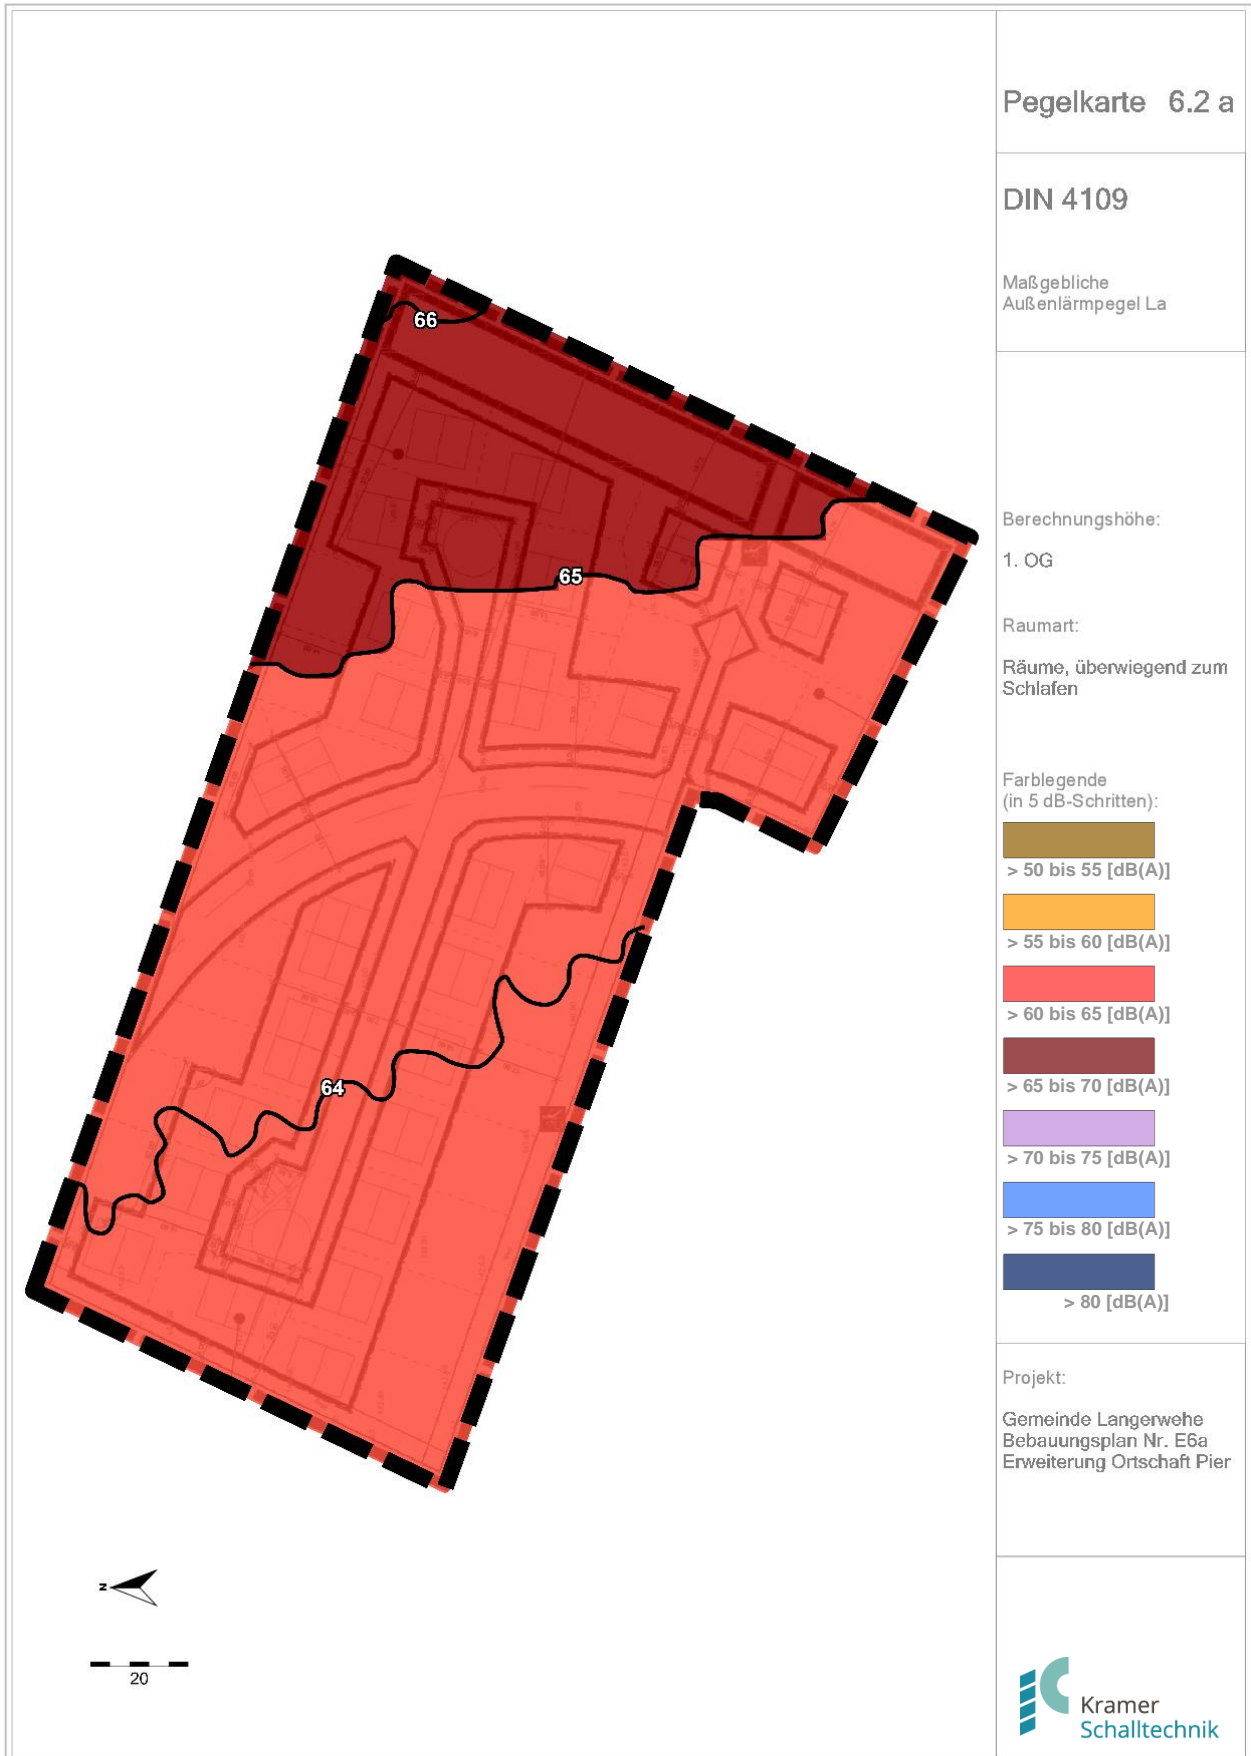 Pegelkarte 6.2 a
DIN 4109
Maßgebliche
Außenlärmpegel La
Berechnungshöhe:
1. OG
Raumart:
Räume, überwiegend zum
Schlafen
Farblegende
(in 5 dB-Schritten):
> 50 bis 55 [dB(A)]
> 55 bis 60 [dB(A)]
> 60 bis 65 [dB(A)]
> 65 bis 70 [dB(A)]
> 70 bis 75 [dB(A)]
> 75 bis 80 [dB(A)]
> 80 [dB(A)]
Projekt:
Gemeinde Langerwehe
Bebauungsplan Nr. E6a
Erweiterung Ortschaft Pier
Kramer
Schalltechnik
66
65
64
z
20